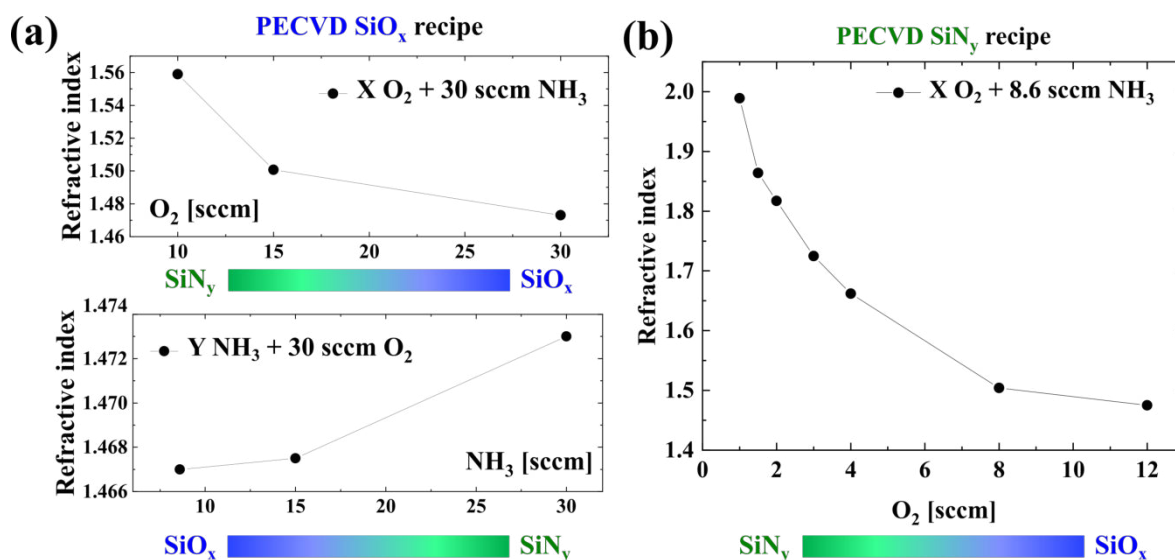 (a)
PECVD SiOx recipe
1.56
1.54
1.52
1.50
1.48
1.46
Refractive index
X O2 + 30 sccm NH3
O2 [sccm]
10 15 20 25 30
SiNy SiOx
1.474
1.472
1.470
1.468
1.466
Refractive index
Y NH3 + 30 sccm O2
NH3 [sccm]
10 15 20 25 30
SiOx SiNy
(b)
PECVD SiNy recipe
2.0
1.9
1.8
1.7
1.6
1.5
1.4
Refractive index
X O2 + 8.6 sccm NH3
0 2 4 6 8 10 12
O2 [sccm]
SiNy SiOx